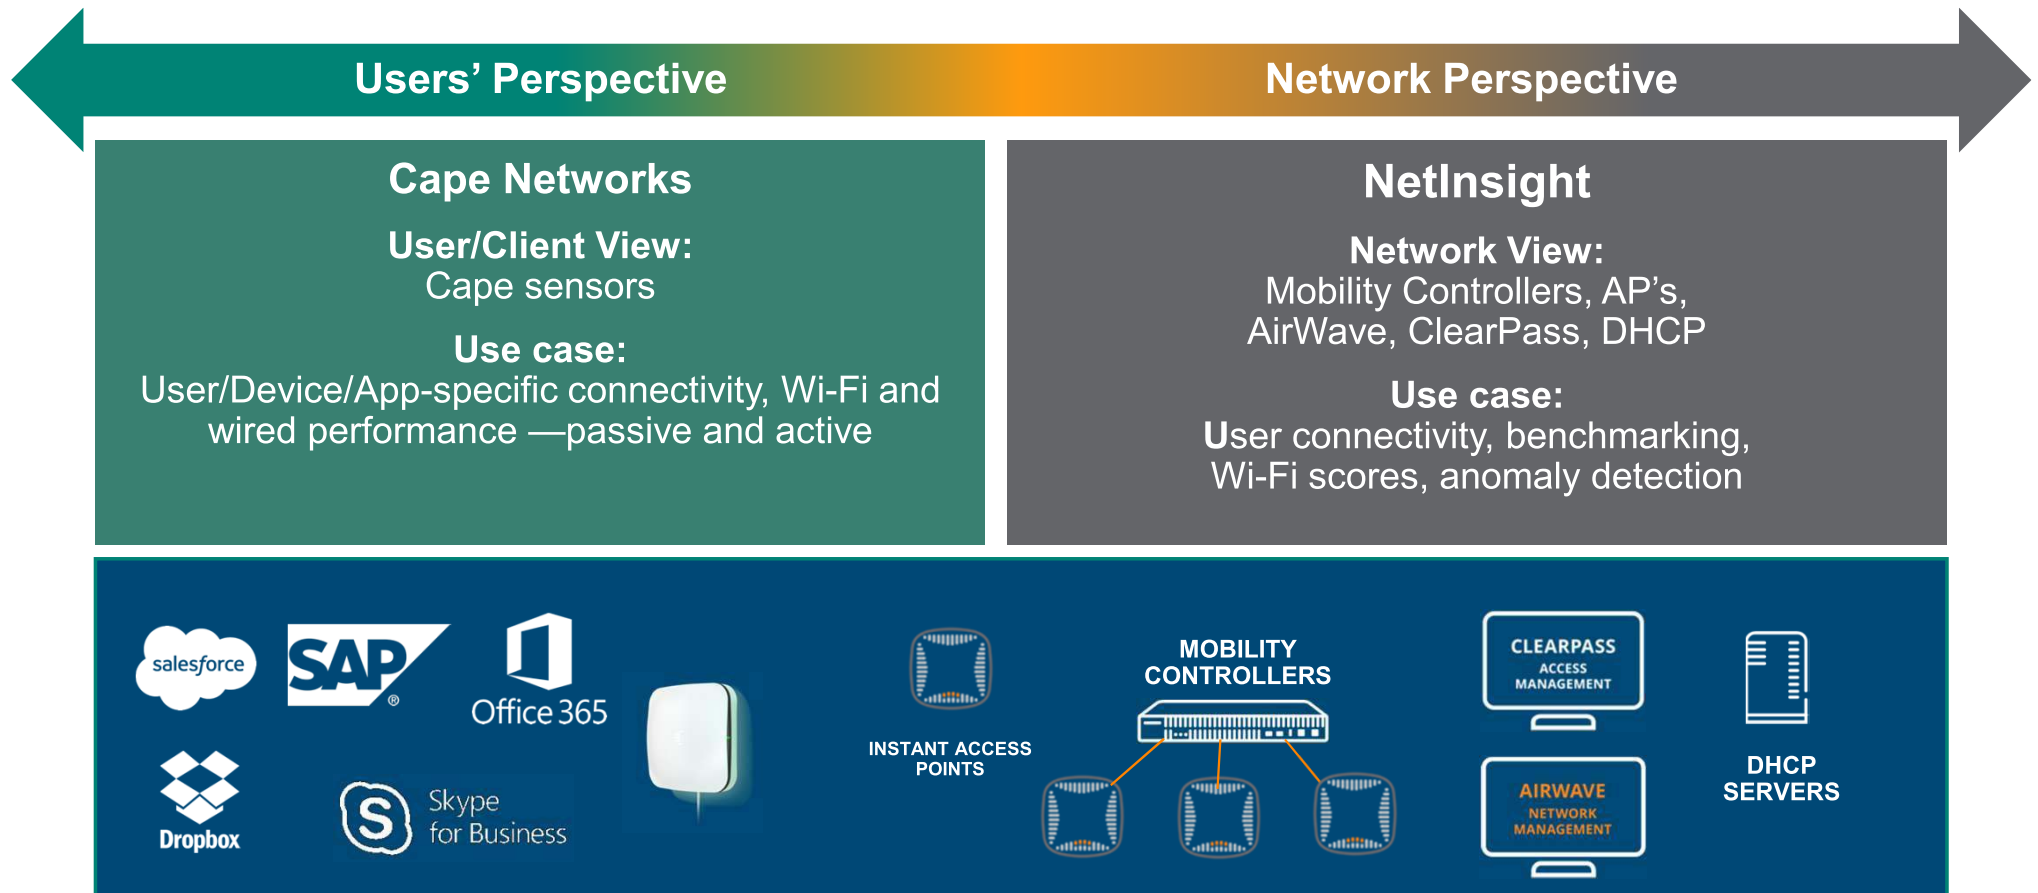 Users’ Perspective
Network Perspective
Cape Networks
User/Client View:
Cape sensors
Use case:
User/Device/App-specific connectivity, Wi-Fi and
wired performance —passive and active
NetInsight
Network View:
Mobility Controllers, AP’s,
AirWave, ClearPass, DHCP
Use case:
User connectivity, benchmarking,
Wi-Fi scores, anomaly detection
salesforce
SAP®
Office 365
Dropbox
S
Skype
for Business
INSTANT ACCESS
POINTS
MOBILITY
CONTROLLERS
CLEARPASS
ACCESS
MANAGEMENT
AIRWAVE
NETWORK
MANAGEMENT
DHCP
SERVERS